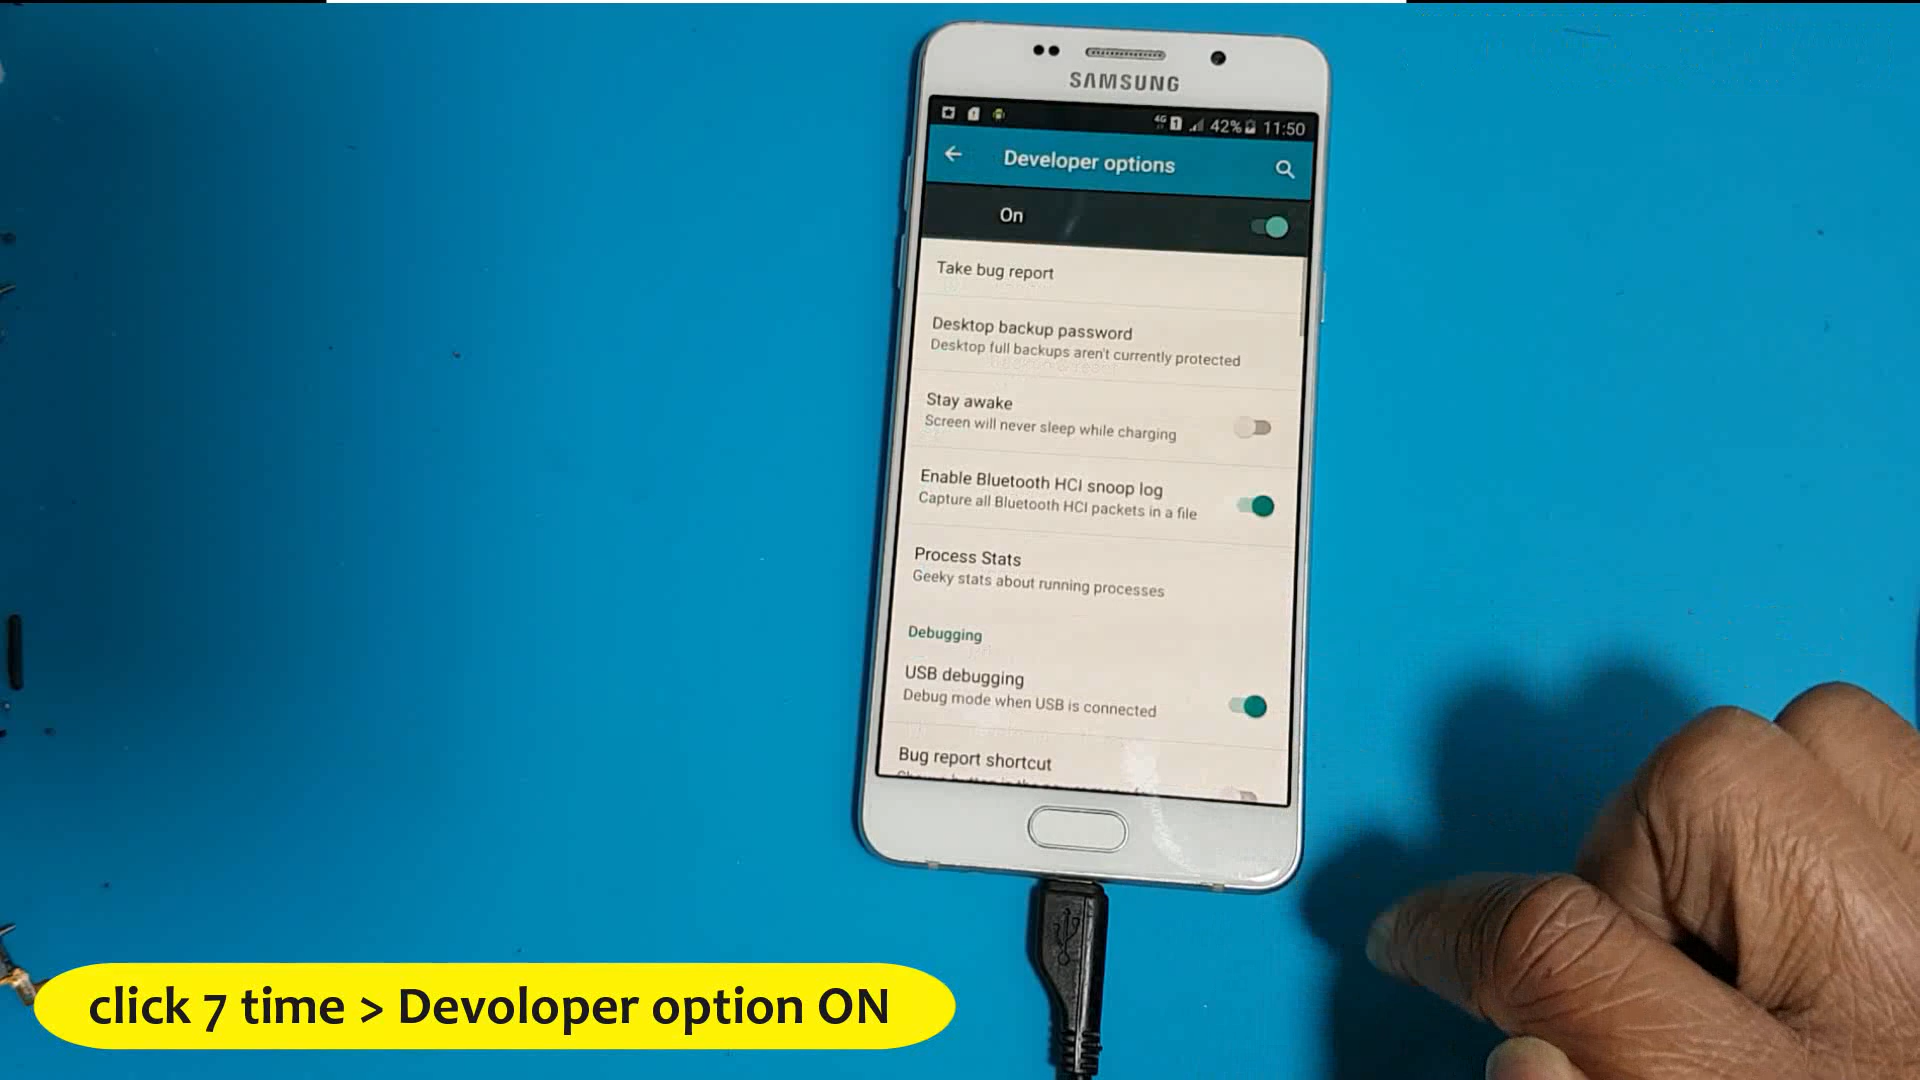 SAMSUNG
4G 1 42% 11:50
Developer options
On
Take bug report
Desktop backup password
Desktop full backups aren't currently protected
Stay awake
Screen will never sleep while charging
Enable Bluetooth HCI snoop log
Capture all Bluetooth HCI packets in a file
Process Stats
Geeky stats about running processes
Debugging
USB debugging
Debug mode when USB is connected
Bug report shortcut
click 7 time > Devoloper option ON